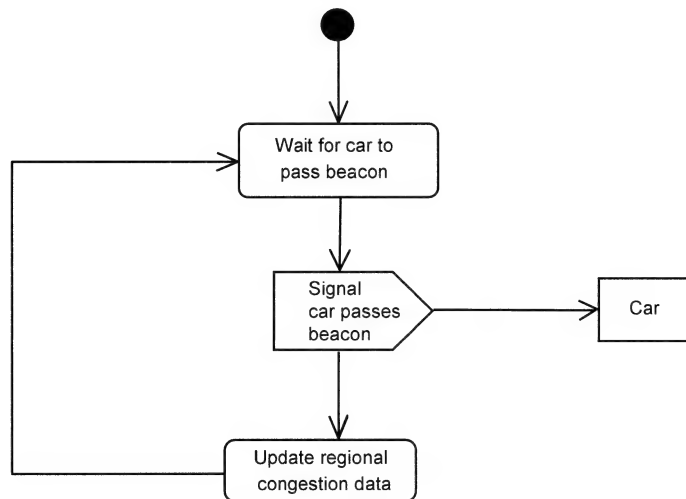 Wait for car to
pass beacon
Signal
car passes
beacon
Car
Update regional
congestion data